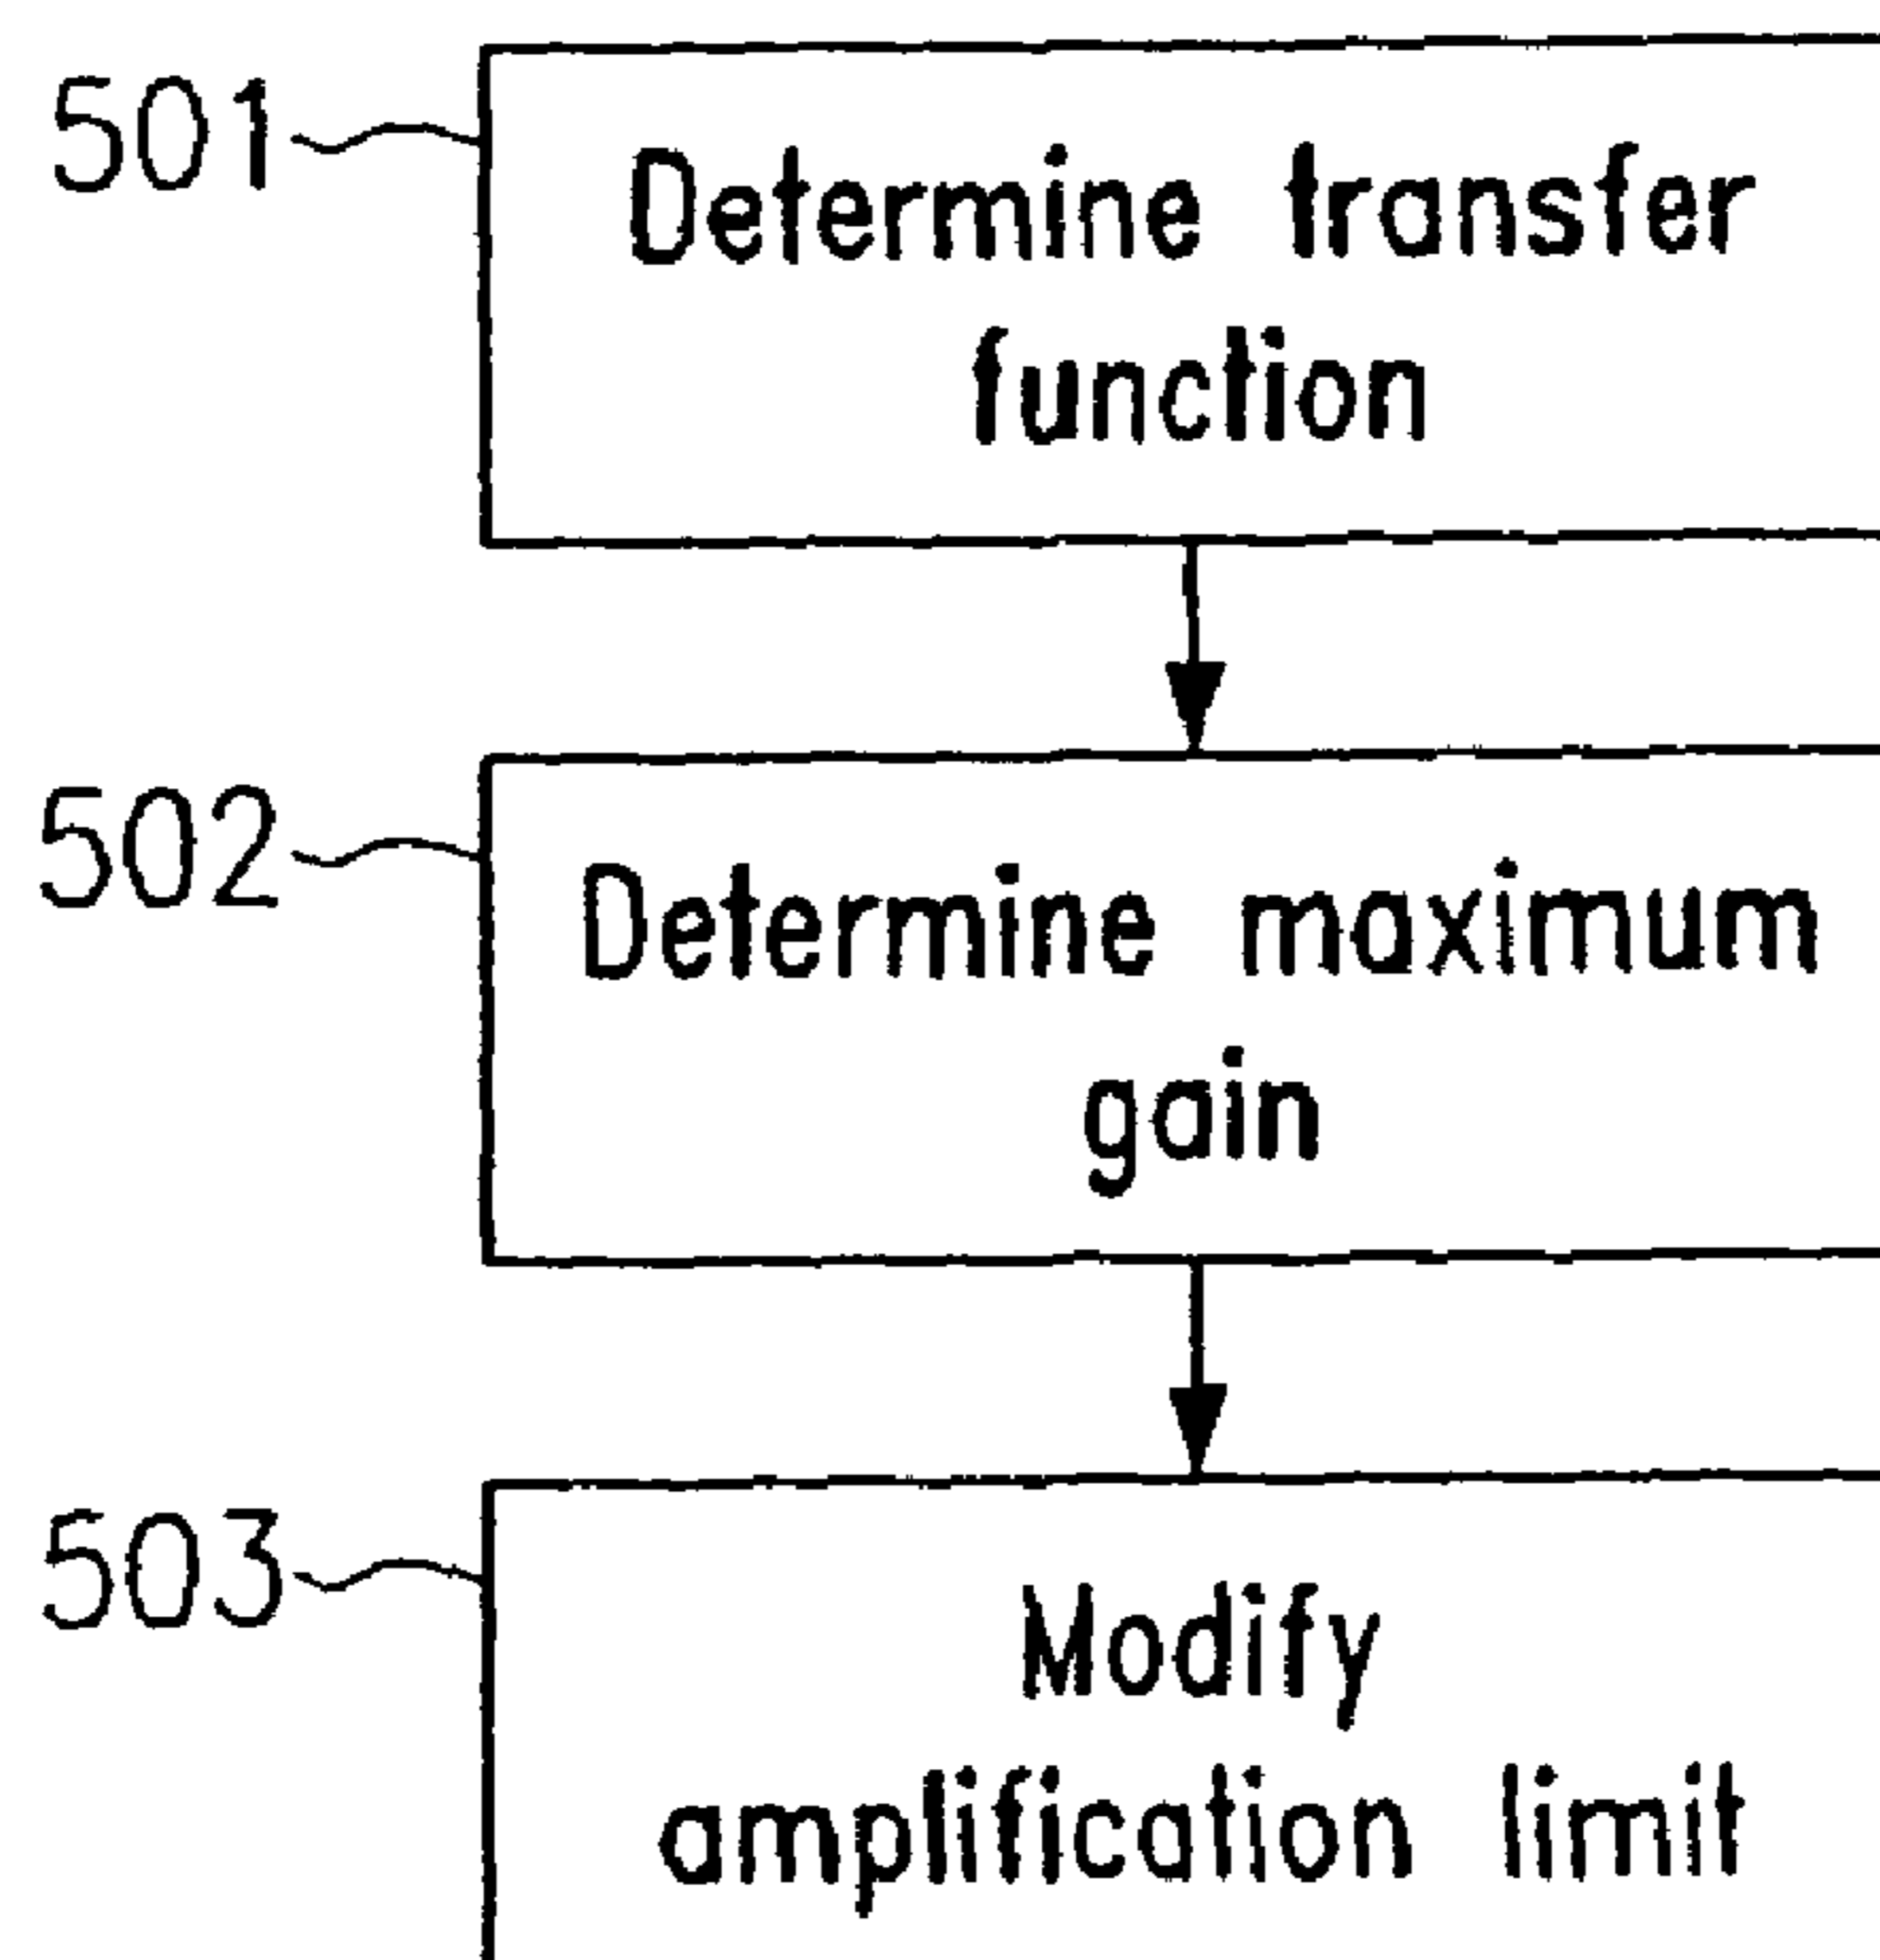 501
Determine transfer
function
502
Determine maximum
gain
503
Modify
amplification limit